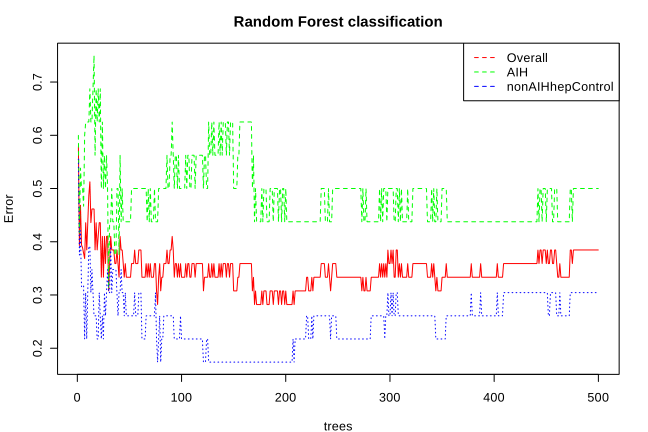 Random Forest classification
Overall
AIH
nonAIHhepControl
Error
0.7
0.6
0.5
0.4
0.3
0.2
0 100 200 300 400 500
trees